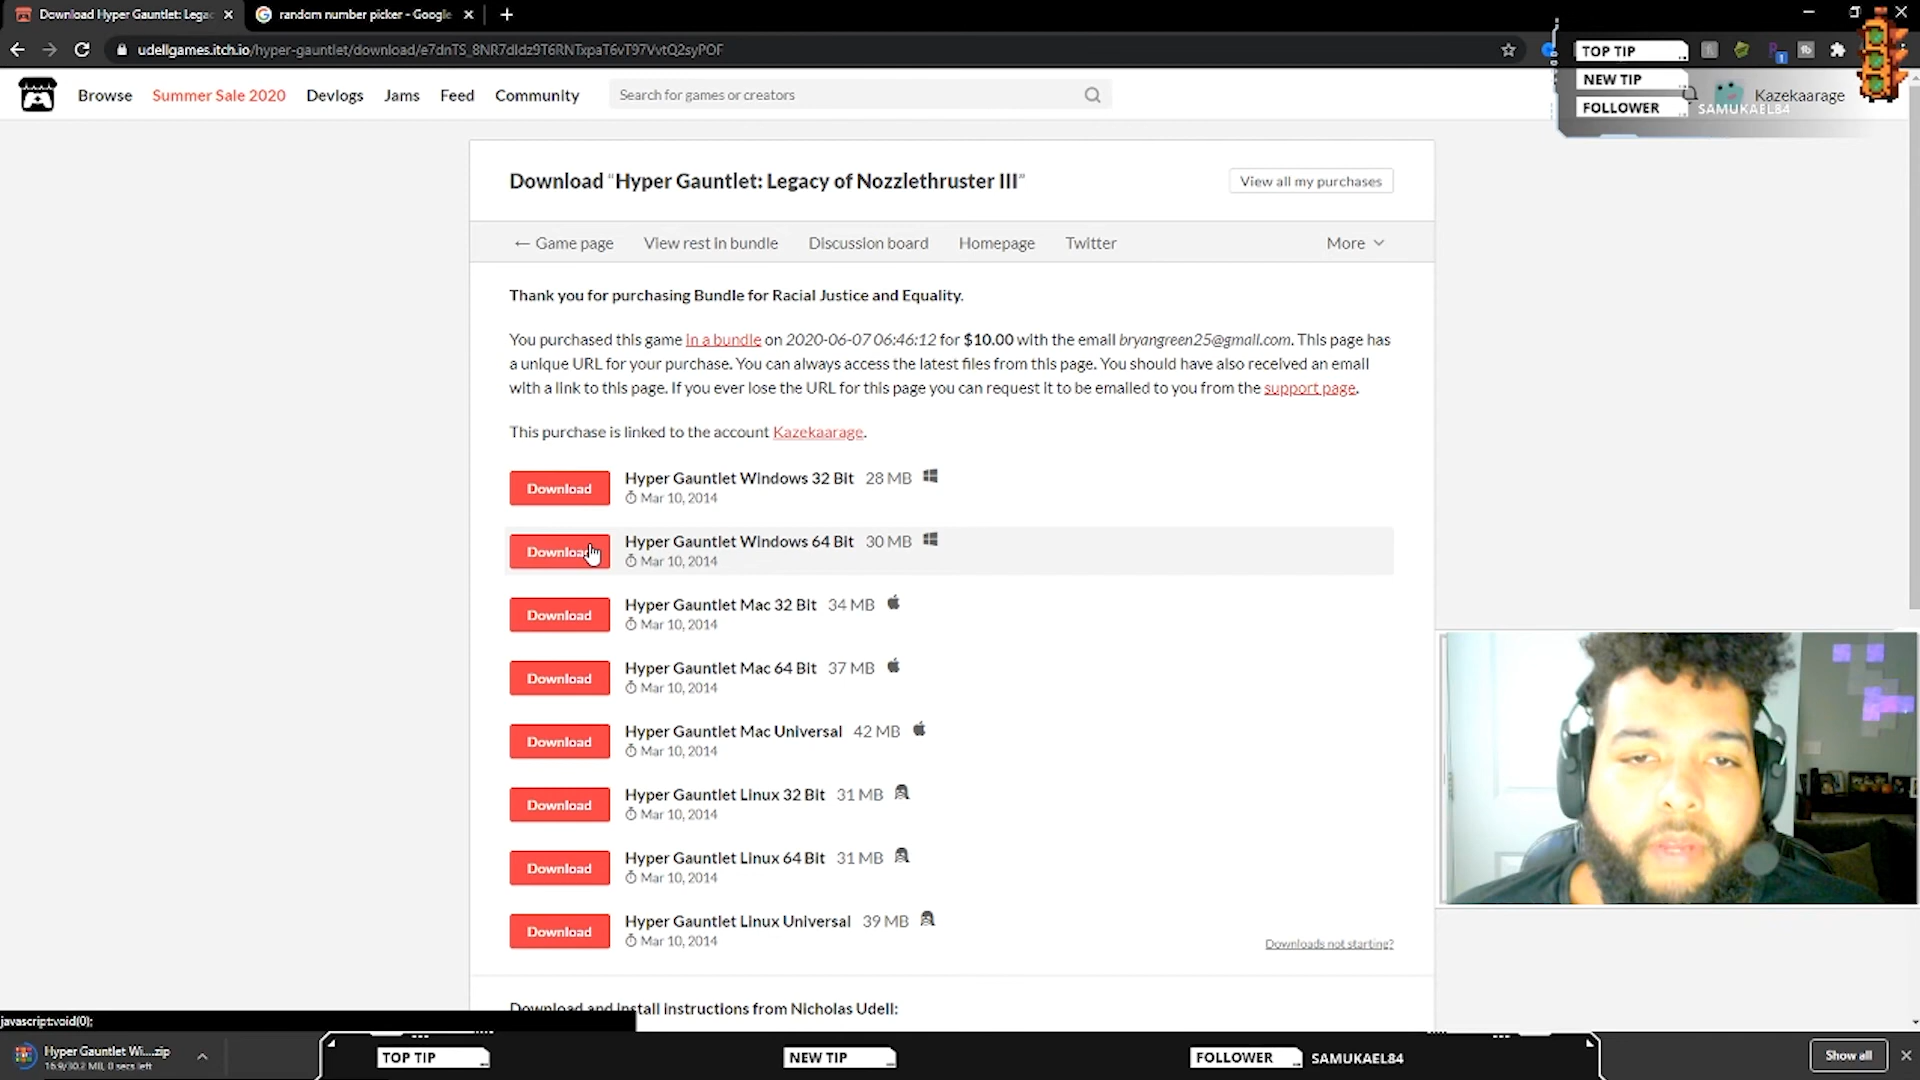 Download Hyper Gauntlet: Legac
random number picker - Google
udellgames.itch.io/hyper-gauntlet/download/e7dnTS_8NR7dIdz9T6RNTxpaT6vT97VvtQ2syPOF
TOP TIP
NEW TIP
FOLLOWER SAMUKAEL84
Browse
Summer Sale 2020
Devlogs
Jams
Feed
Community
Search for games or creators
Kazekaarage
Download “Hyper Gauntlet: Legacy of Nozzlethruster III”
View all my purchases
← Game page
View rest in bundle
Discussion board
Homepage
Twitter
More
Thank you for purchasing Bundle for Racial Justice and Equality.
You purchased this game in a bundle on 2020-06-07 06:46:12 for $10.00 with the email bryangreen25@gmail.com. This page has
a unique URL for your purchase. You can always access the latest files from this page. You should have also received an email
with a link to this page. If you ever lose the URL for this page you can request it to be emailed to you from the support page.
This purchase is linked to the account Kazekaarage.
Download Hyper Gauntlet Windows 32 Bit 28 MB
Mar 10, 2014
Download Hyper Gauntlet Windows 64 Bit 30 MB
Mar 10, 2014
Download Hyper Gauntlet Mac 32 Bit 34 MB
Mar 10, 2014
Download Hyper Gauntlet Mac 64 Bit 37 MB
Mar 10, 2014
Download Hyper Gauntlet Mac Universal 42 MB
Mar 10, 2014
Download Hyper Gauntlet Linux 32 Bit 31 MB
Mar 10, 2014
Download Hyper Gauntlet Linux 64 Bit 31 MB
Mar 10, 2014
Download Hyper Gauntlet Linux Universal 39 MB
Mar 10, 2014
Downloads not starting?
Download and install instructions from Nicholas Udell:
javascript:void(0);
Hyper Gauntlet Wi....zip
16.9/30.2 MB, 0 secs left
TOP TIP
NEW TIP
FOLLOWER SAMUKAEL84
Show all